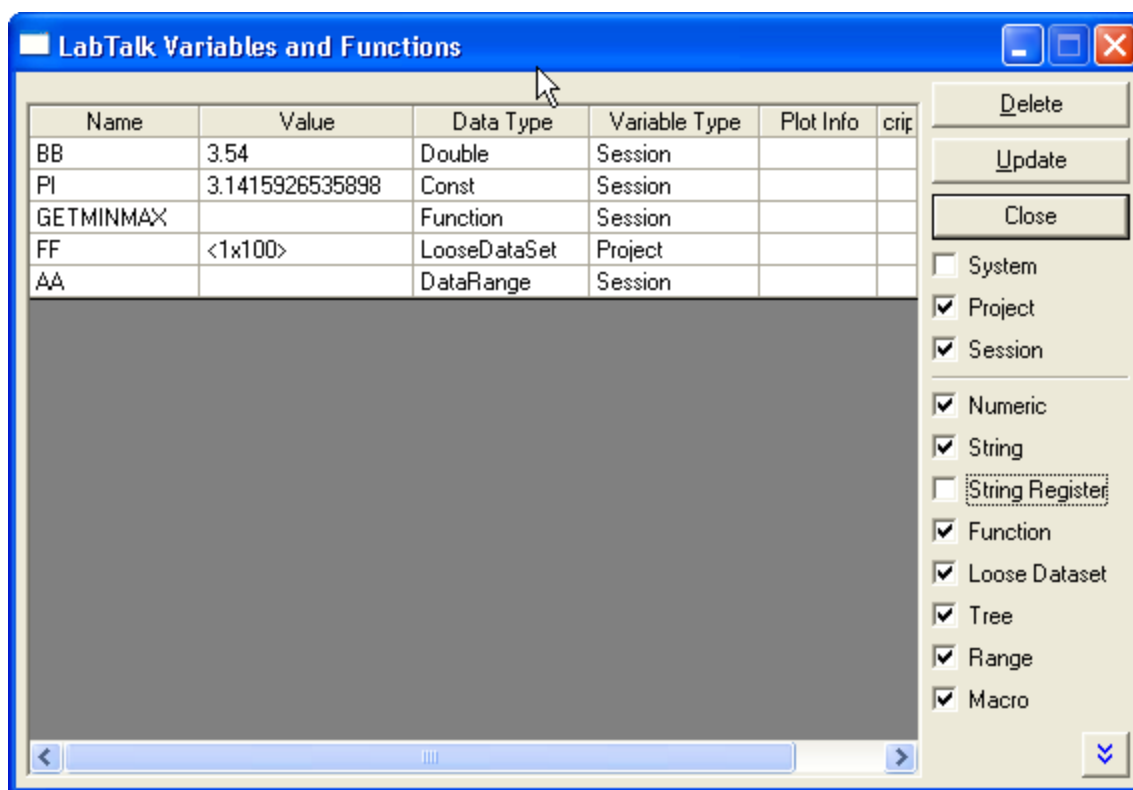 LabTalk Variables and Functions
Name Value Data Type Variable Type Plot Info crip
BB 3.54 Double Session
PI 3.1415926535898 Const Session
GETMINMAX Function Session
FF <1x100> LooseDataSet Project
AA DataRange Session
Delete
Update
Close
System
Project
Session
Numeric
String
String Register
Function
Loose Dataset
Tree
Range
Macro